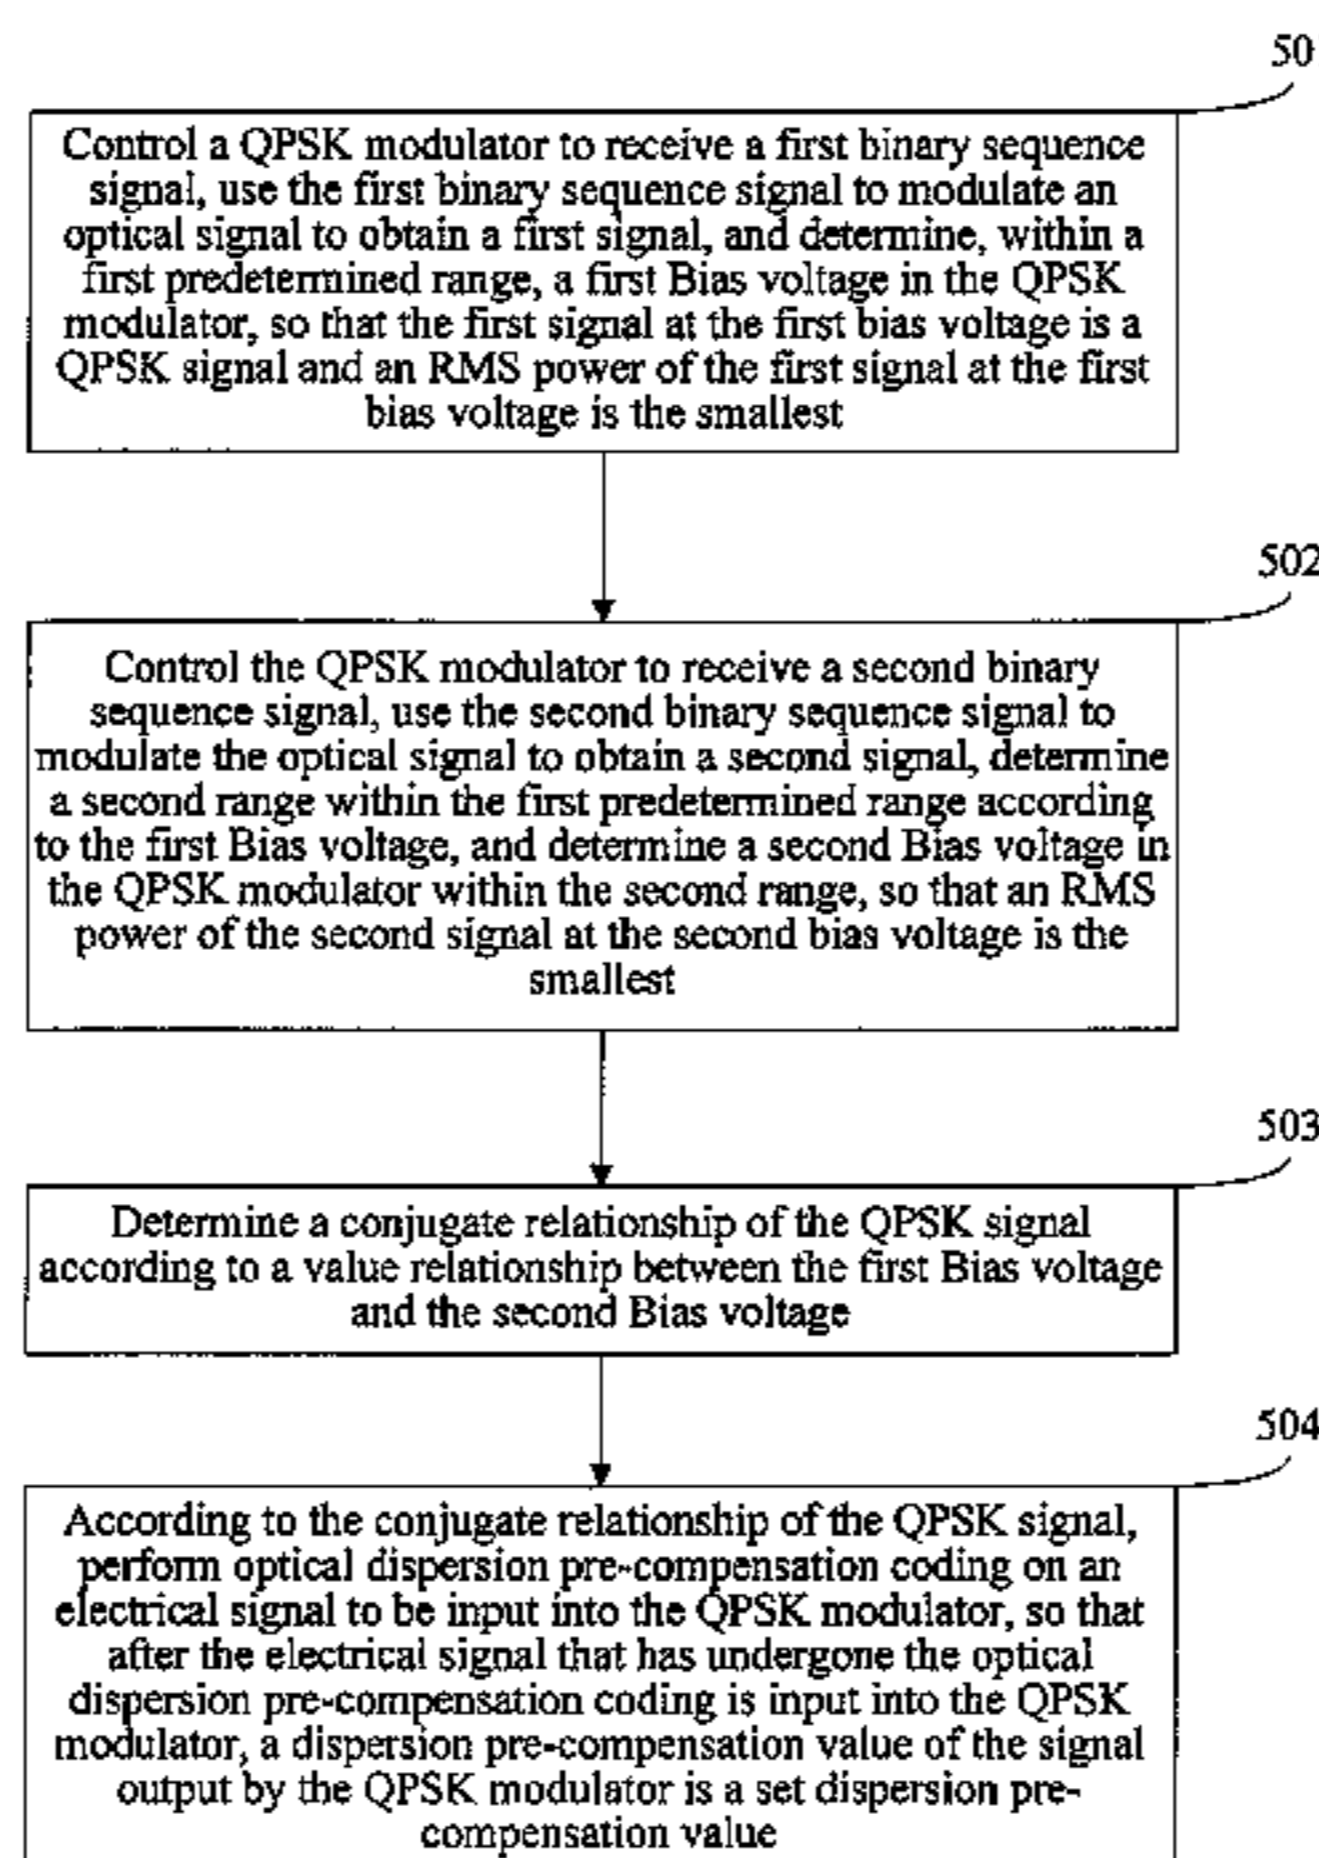 50
Control a QPSK modulator to receive a first binary sequence
signal, use the first binary sequence signal to modulate an
optical signal to obtain a first signal, and determine, within a
first predetermined range, a first Bias voltage in the QPSK
modulator, so that the first signal at the first bias voltage is a
QPSK signal and an RMS power of the first signal at the first
bias voltage is the smallest
502
Control the QPSK modulator to receive a second binary
sequence signal, use the second binary sequence signal to
modulate the optical signal to obtain a second signal, determine
a second range within the first predetermined range according
to the first Bias voltage, and determine a second Bias voltage in
the QPSK modulator within the second range, so that an RMS
power of the second signal at the second bias voltage is the
smallest
503
Determine a conjugate relationship of the QPSK signal
according to a value relationship between the first Bias voltage
and the second Bias voltage
504
According to the conjugate relationship of the QPSK signal,
perform optical dispersion pre-compensation coding on an
electrical signal to be input into the QPSK modulator, so that
after the electrical signal that has undergone the optical
dispersion pre-compensation coding is input into the QPSK
modulator, a dispersion pre-compensation value of the signal
output by the QPSK modulator is a set dispersion pre-
compensation value